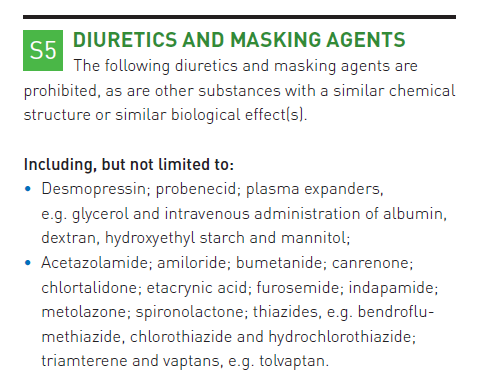 S5 DIURETICS AND MASKING AGENTS
The following diuretics and masking agents are
prohibited, as are other substances with a similar chemical
structure or similar biological effect(s).
Including, but not limited to:
• Desmopressin; probenecid; plasma expanders,
e.g. glycerol and intravenous administration of albumin,
dextran, hydroxyethyl starch and mannitol;
• Acetazolamide; amiloride; bumetanide; canrenone;
chlortalidone; etacrynic acid; furosemide; indapamide;
metolazone; spironolactone; thiazides, e.g. bendroflu-
methiazide, chlorothiazide and hydrochlorothiazide;
triamterene and vaptans, e.g. tolvaptan.